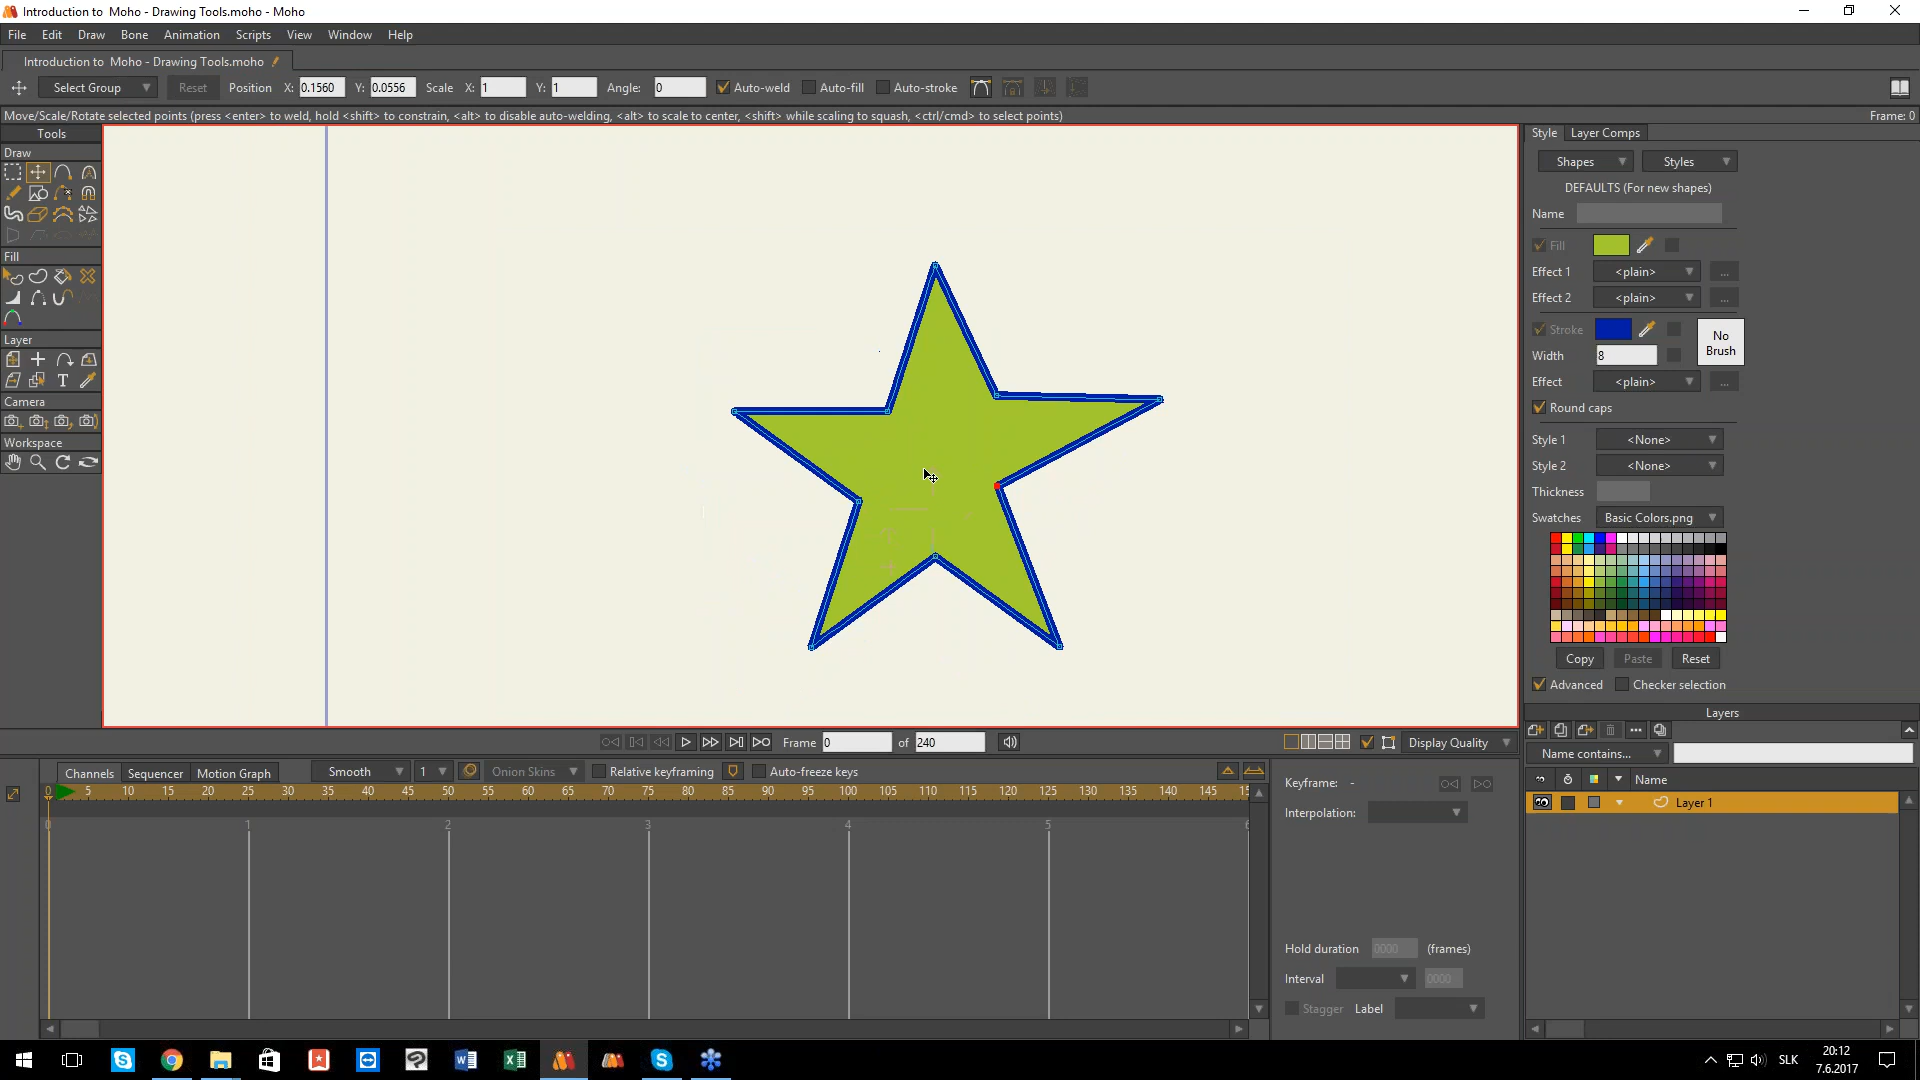 Introduction to  Moho - Drawing Tools.moho - Moho
File Edit Draw Bone Animation Scripts View Window Help
Introduction to  Moho - Drawing Tools.moho
Select Group Reset Position X: 0.1560 Y: 0.0556 Scale X: 1 Y: 1 Angle: 0 Auto-weld Auto-fill Auto-stroke
Move/Scale/Rotate selected points (press <enter> to weld, hold <shift> to constrain, <alt> to disable auto-welding, <alt> to scale to center, <shift> while scaling to squash, <ctrl/cmd> to select points) Frame: 0
Tools
Draw
Fill
Layer
Camera
Workspace
Style Layer Comps
Shapes Styles
DEFAULTS (For new shapes)
Name
Fill
Effect 1 <plain> ...
Effect 2 <plain> ...
Stroke
No Brush
Width 8
Effect <plain> ...
Round caps
Style 1 <None>
Style 2 <None>
Thickness
Swatches Basic Colors.png
Copy Paste Reset
Advanced Checker selection
Layers
Name contains...
Name
Layer 1
Frame 0 of 240 Display Quality
Channels Sequencer Motion Graph Smooth 1 Onion Skins Relative keyframing Auto-freeze keys
0 5 10 15 20 25 30 35 40 45 50 55 60 65 70 75 80 85 90 95 100 105 110 115 120 125 130 135 140 145 15
0 1 2 3 4 5 6
Keyframe: -
Interpolation:
Hold duration 0000 (frames)
Interval 0000
Stagger Label
SLK
20:12
7.6.2017